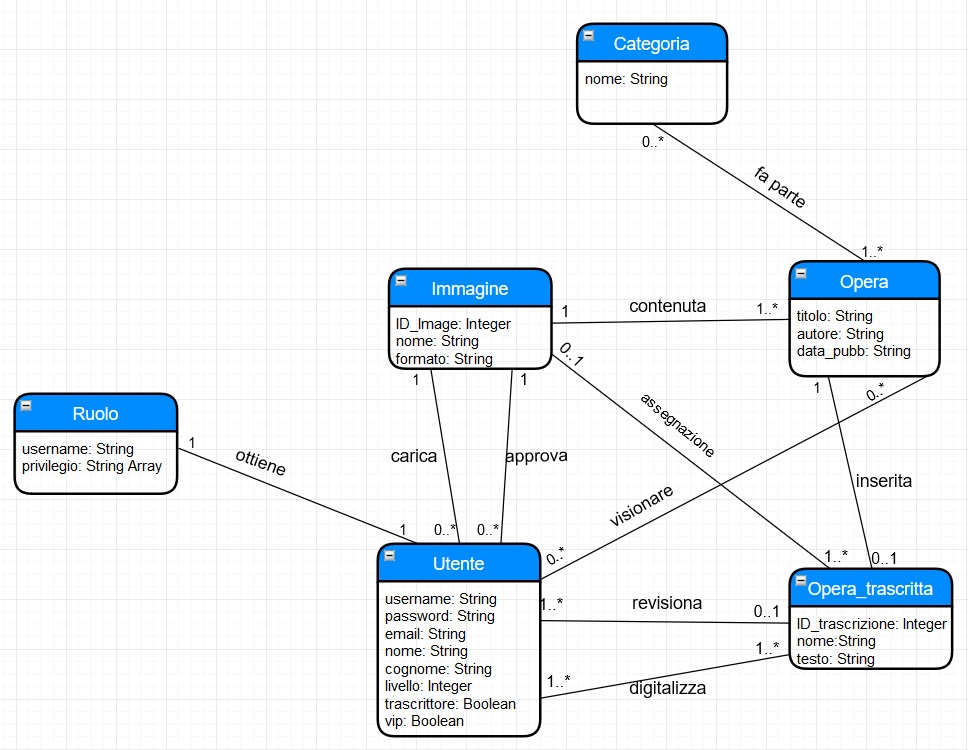 Categoria
nome: String
0..*
fa parte
1..*
Opera
titolo: String
autore: String
data_pubb: String
Immagine
ID_Image: Integer
nome: String
formato: String
1
contenuta
1..*
0..1
assegnazione
1..*
1
0..*
1
1
carica
approva
0..*
0..*
Ruolo
username: String
privilegio: String Array
1
ottiene
1
visionare
0..*
inserita
0..1
Utente
username: String
password: String
email: String
nome: String
cognome: String
livello: Integer
trascrittore: Boolean
vip: Boolean
1..*
revisiona
0..1
1..*
digitalizza
1..*
Opera_trascritta
ID_trascrizione: Integer
nome:String
testo: String